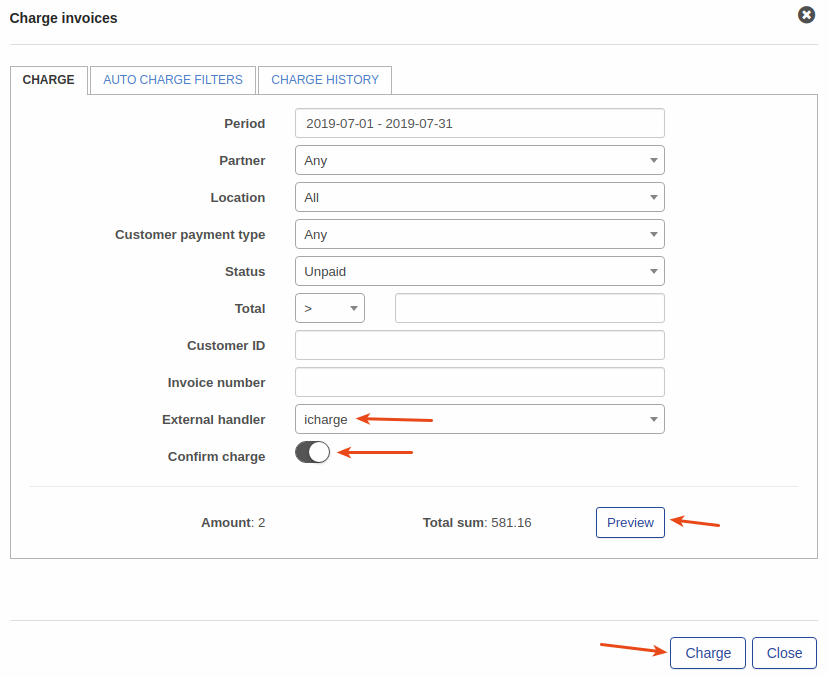 Charge invoices
CHARGE AUTO CHARGE FILTERS CHARGE HISTORY
Period 2019-07-01 - 2019-07-31
Partner Any
Location All
Customer payment type Any
Status Unpaid
Total >
Customer ID
Invoice number
External handler icharge
Confirm charge
Amount: 2 Total sum: 581.16 Preview
Charge Close